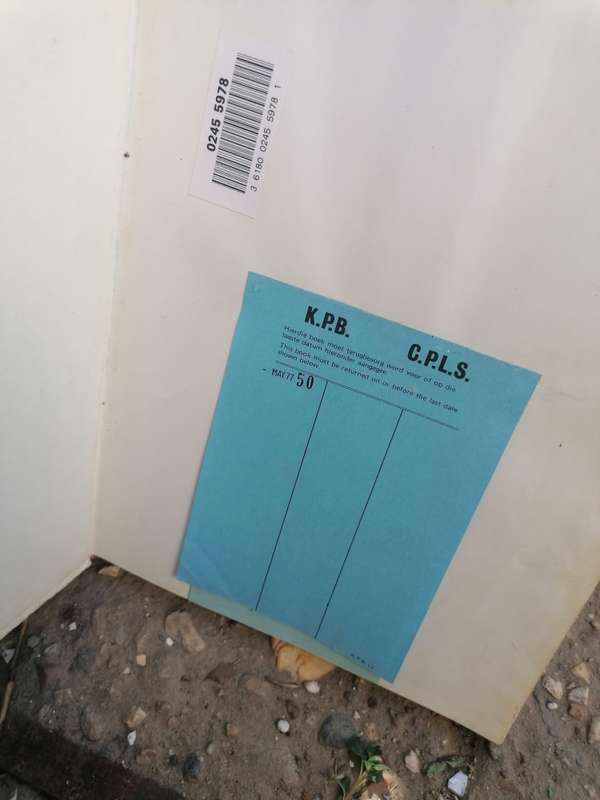 0245 5978
3 6180 0245 5978 1
K.P.B.
C.P.L.S.
Hierdie boek moet terugbesorg word voor of op die
laaste datum hieronder aangegee.
This book must be returned on or before the last date
shown below.
- MAY 77 50
K.P.B. 12